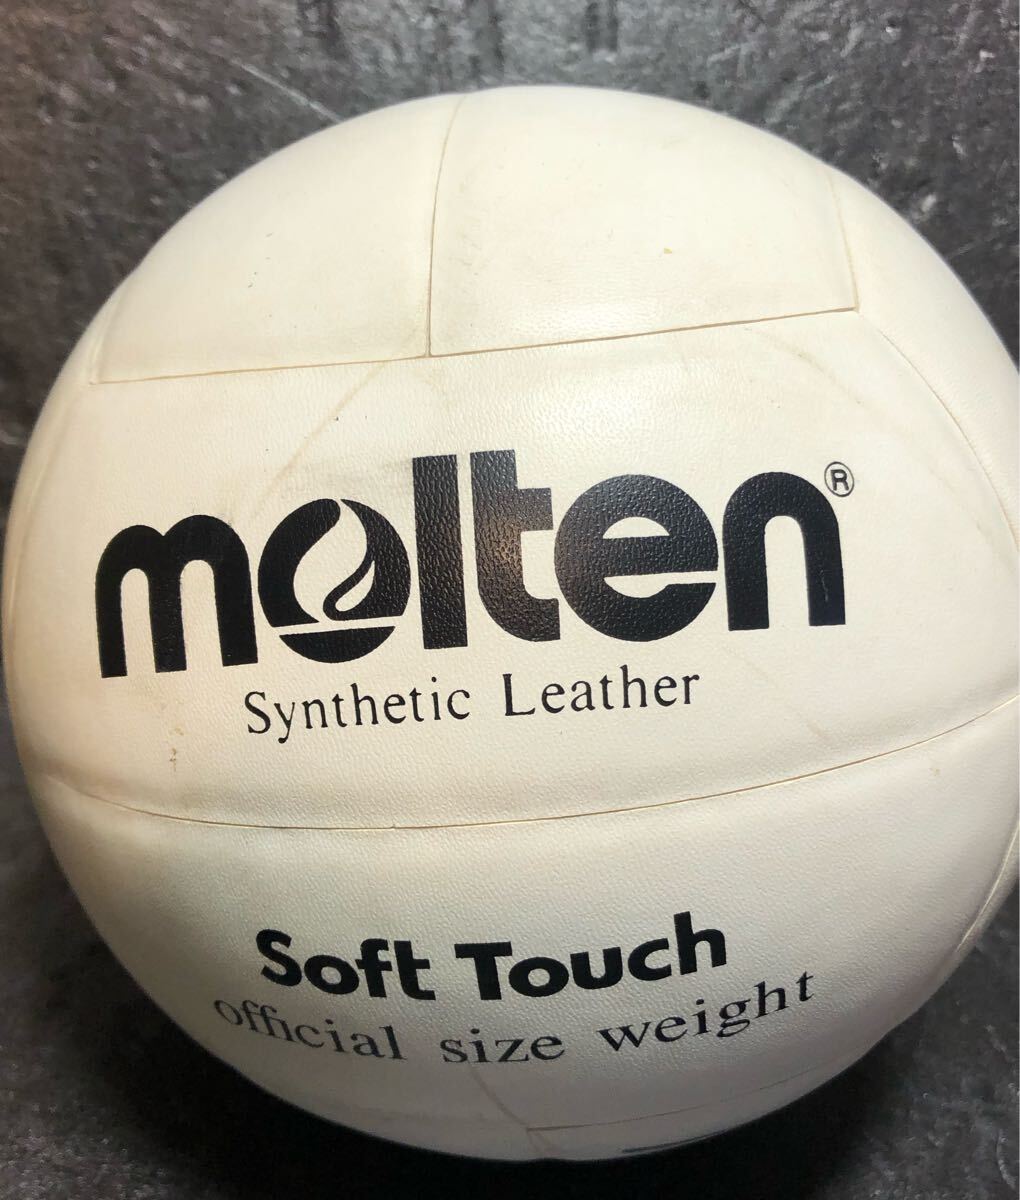 molten®
Synthetic Leather
Soft Touch
official size weight